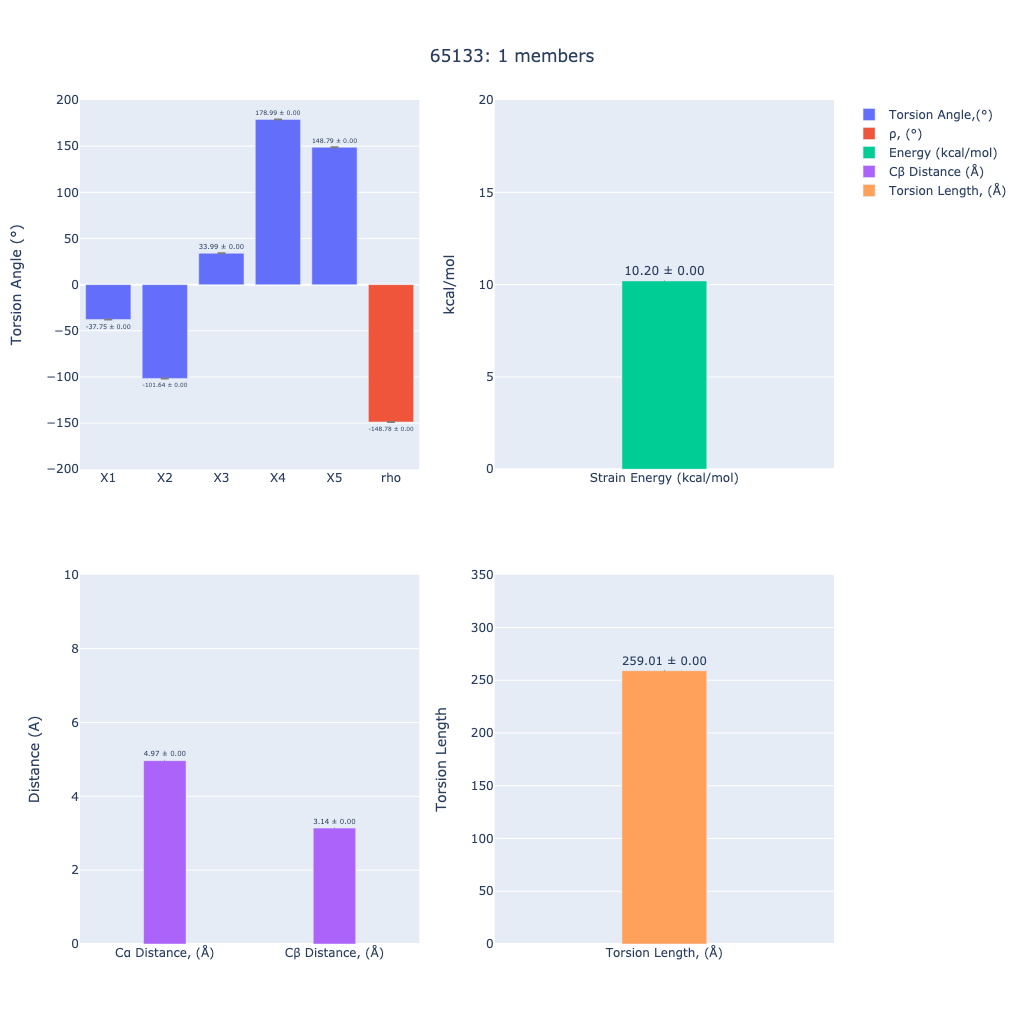 65133: 1 members
Torsion Angle (°)
200
150
100
50
0
−50
−100
−150
−200
-37.75 ± 0.00
-101.64 ± 0.00
33.99 ± 0.00
178.99 ± 0.00
148.79 ± 0.00
-148.78 ± 0.00
X1 X2 X3 X4 X5 rho
kcal/mol
20
15
10
5
0
10.20 ± 0.00
Strain Energy (kcal/mol)
Torsion Angle,(°)
ρ, (°)
Energy (kcal/mol)
Cβ Distance (Å)
Torsion Length, (Å)
Distance (A)
10
8
6
4
2
0
4.97 ± 0.00
3.14 ± 0.00
Cα Distance, (Å) Cβ Distance, (Å)
Torsion Length
350
300
250
200
150
100
50
0
259.01 ± 0.00
Torsion Length, (Å)